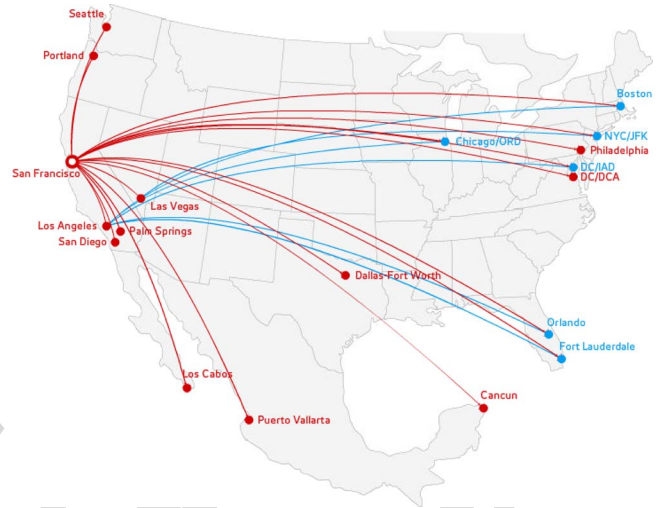 Seattle
Portland
Boston
NYC/JFK
Chicago/ORD
Philadelphia
San Francisco
DC/IAD
DC/DCA
Las Vegas
Los Angeles
Palm Springs
San Diego
Dallas-Fort Worth
Orlando
Fort Lauderdale
Los Cabos
Cancun
Puerto Vallarta